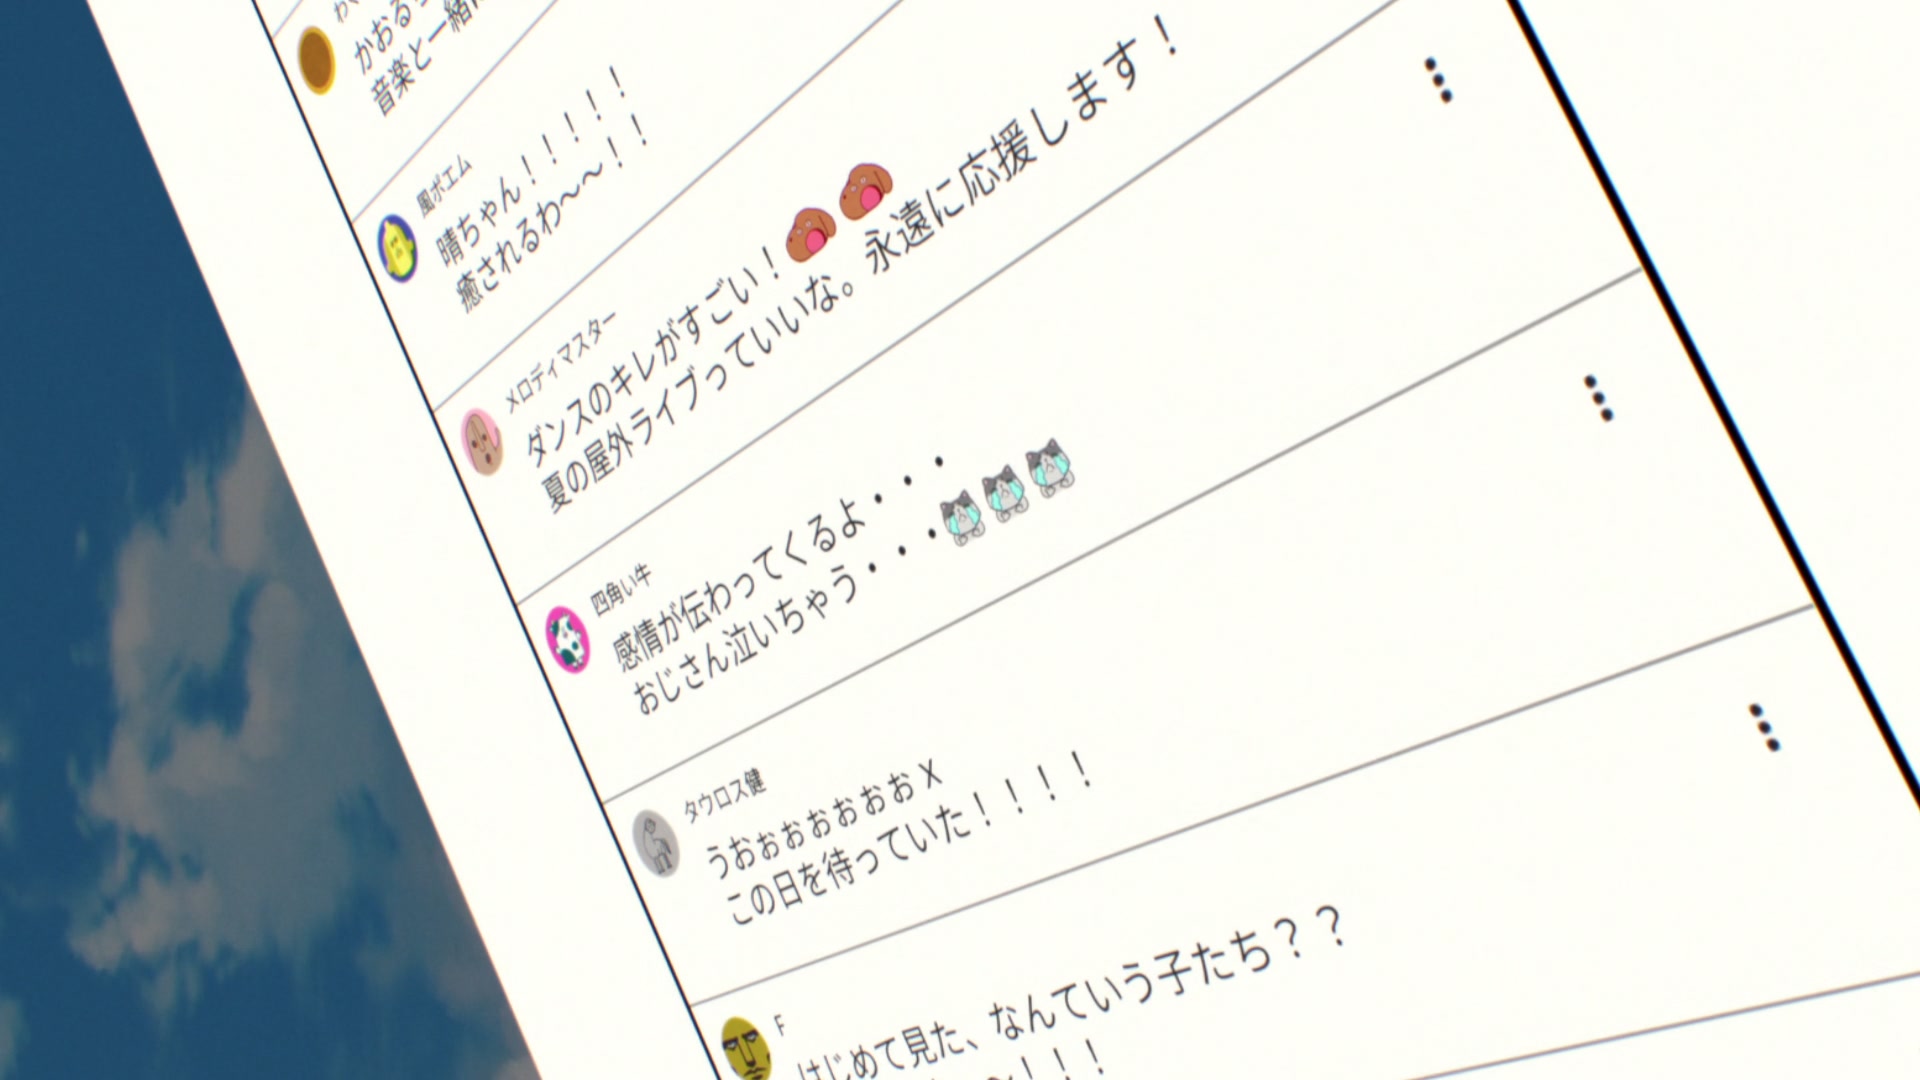 かおる
音楽と一緒
風ポエム
晴ちゃん！！！！！
癒されるわ〜〜！！
メロディマスター
ダンスのキレがすごい！
夏の屋外ライブっていいな。永遠に応援します！
四角い牛
感情が伝わってくるよ・・・
おじさん泣いちゃう・・・
タウロス健
うおぉおぉおぉおX
この日を待っていた！！！！
F
はじめて見た、なんていう子たち？？
〜！！！